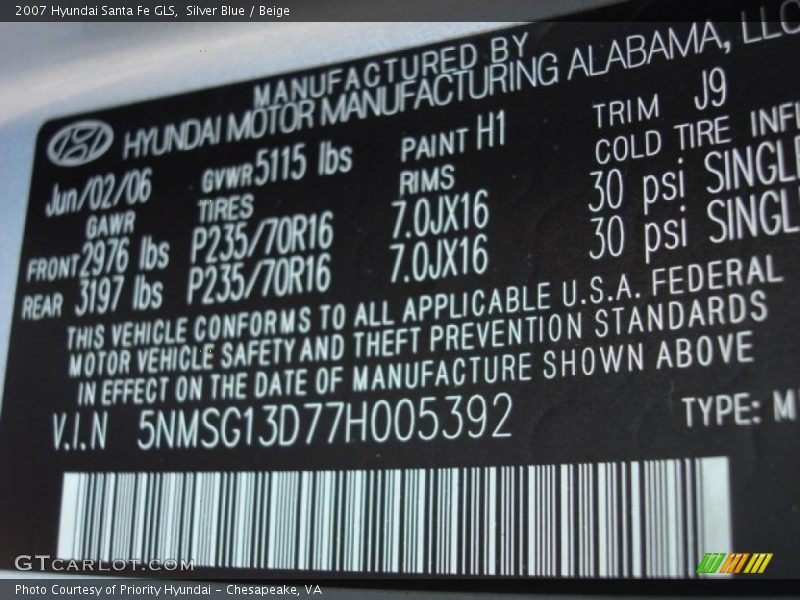 2007 Hyundai Santa Fe GLS, Silver Blue / Beige
MANUFACTURED BY
HYUNDAI MOTOR MANUFACTURING ALABAMA, LLC
Jun/02/06 GVWR 5115 lbs PAINT H1 TRIM J9
GAWR TIRES RIMS COLD TIRE INFL
FRONT 2976 lbs P235/70R16 7.0JX16 30 psi SINGLE
REAR 3197 lbs P235/70R16 7.0JX16 30 psi SINGL
THIS VEHICLE CONFORMS TO ALL APPLICABLE U.S.A. FEDERAL
MOTOR VEHICLE SAFETY AND THEFT PREVENTION STANDARDS
IN EFFECT ON THE DATE OF MANUFACTURE SHOWN ABOVE
V.I.N 5NMSG13D77H005392 TYPE: M
GTCARLOT.COM
Photo Courtesy of Priority Hyundai - Chesapeake, VA